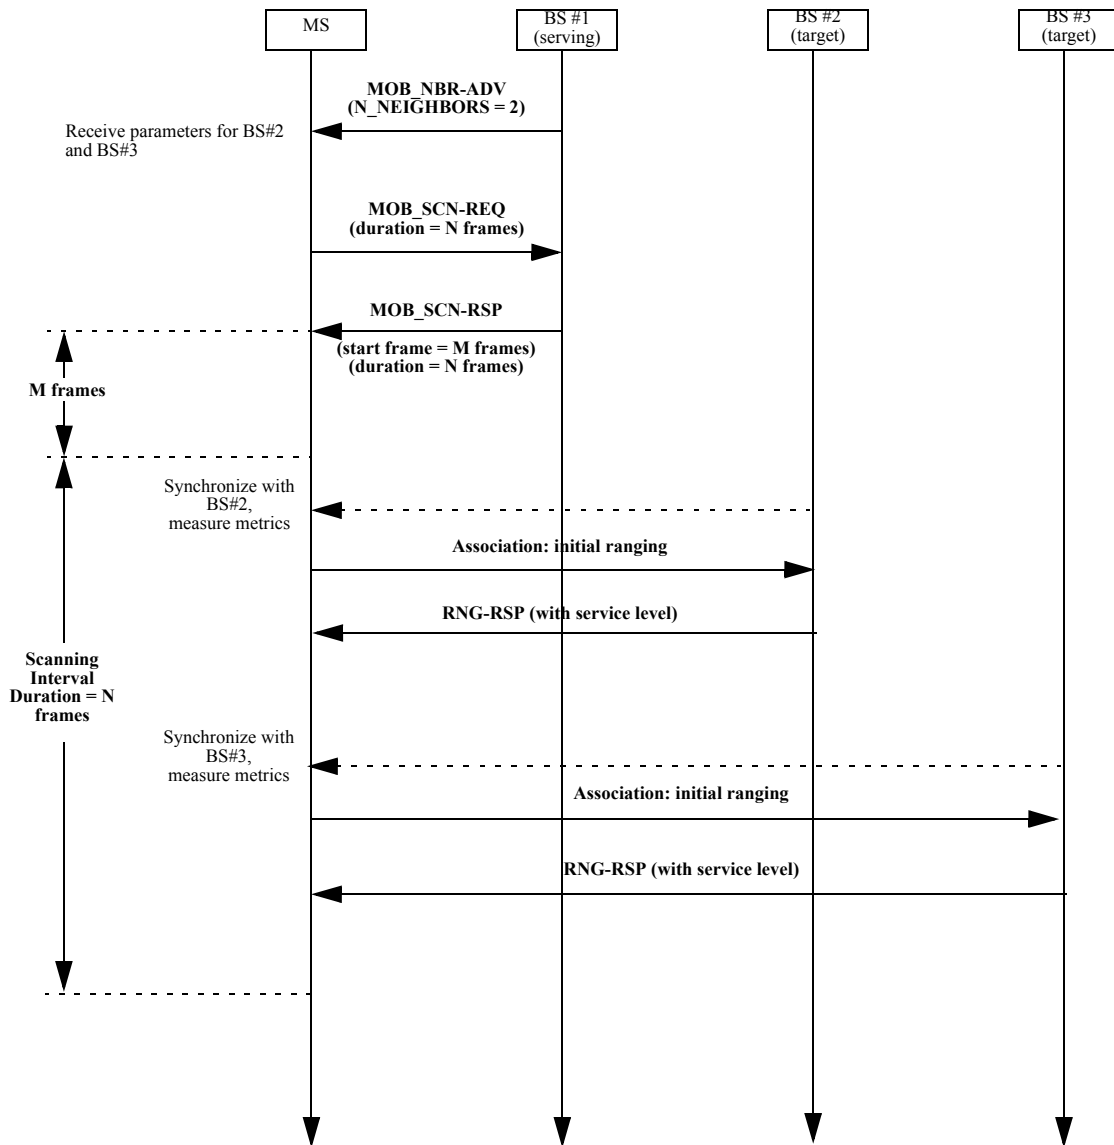 MS
BS #1
(serving)
BS #2
(target)
BS #3
(target)
MOB_NBR-ADV
(N_NEIGHBORS = 2)
Receive parameters for BS#2
and BS#3
MOB_SCN-REQ
(duration = N frames)
MOB_SCN-RSP
(start frame = M frames)
(duration = N frames)
M frames
Synchronize with
BS#2,
measure metrics
Association: initial ranging
RNG-RSP (with service level)
Scanning
Interval
Duration = N
frames
Synchronize with
BS#3,
measure metrics
Association: initial ranging
RNG-RSP (with service level)